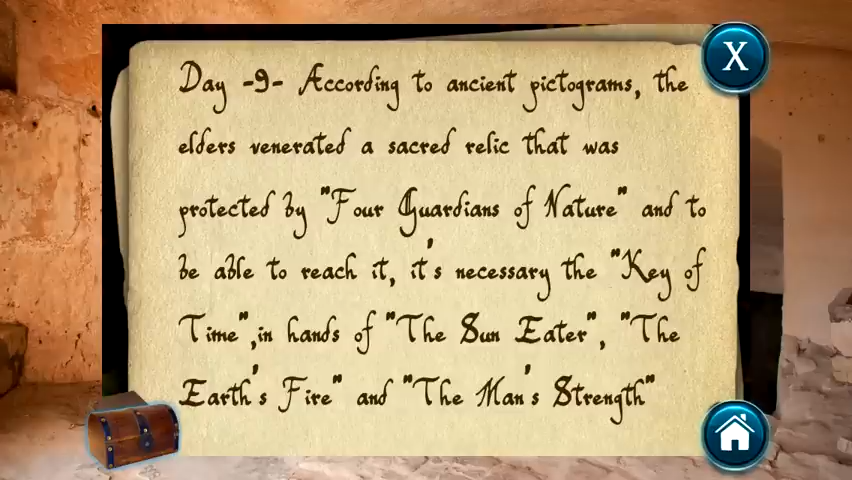 Day -9- According to ancient pictograms, the
elders venerated a sacred relic that was
protected by "Four Guardians of Nature" and to
be able to reach it, it's necessary the "Key of
Time",in hands of "The Sun Eater", "The
Earth's Fire" and "The Man's Strength"
X